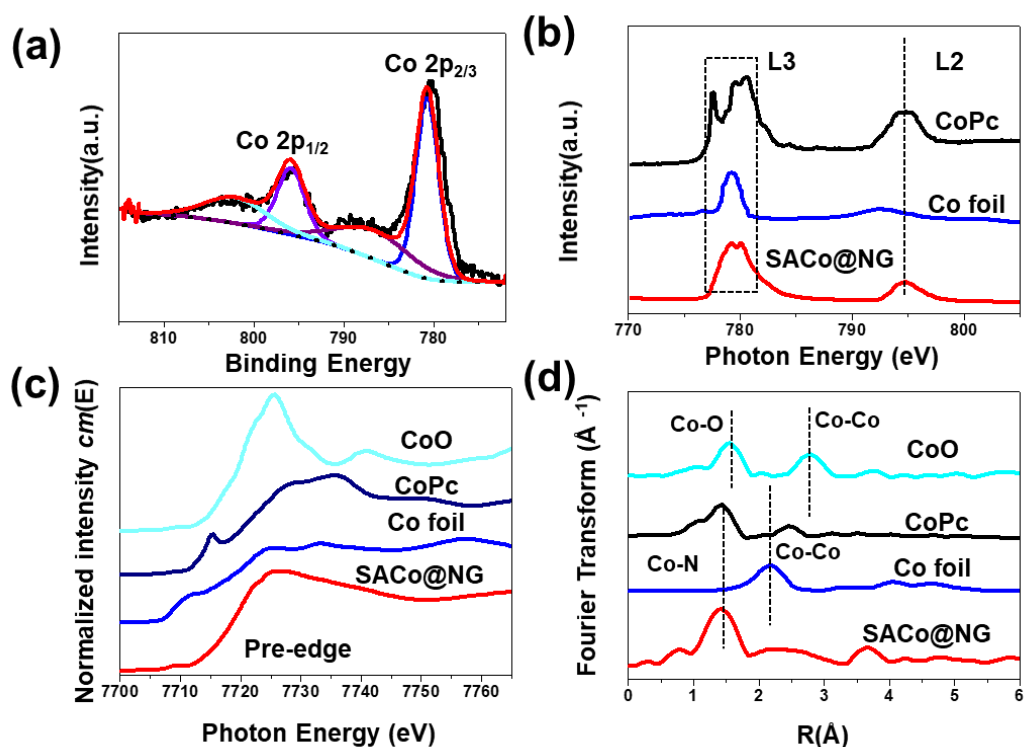 (a)
Co 2p2/3
Co 2p1/2
Intensity(a.u.)
810 800 790 780
Binding Energy
(b)
L3 L2
CoPc
Co foil
SACo@NG
Intensity(a.u.)
770 780 790 800
Photon Energy (eV)
(c)
CoO
CoPc
Co foil
SACo@NG
Pre-edge
Normalized intensity cm(E)
7700 7710 7720 7730 7740 7750 7760
Photon Energy (eV)
(d)
Co-O Co-Co
CoO
CoPc
Co-N Co-Co
Co foil
SACo@NG
Fourier Transform (Å -1)
0 1 2 3 4 5 6
R(Å)